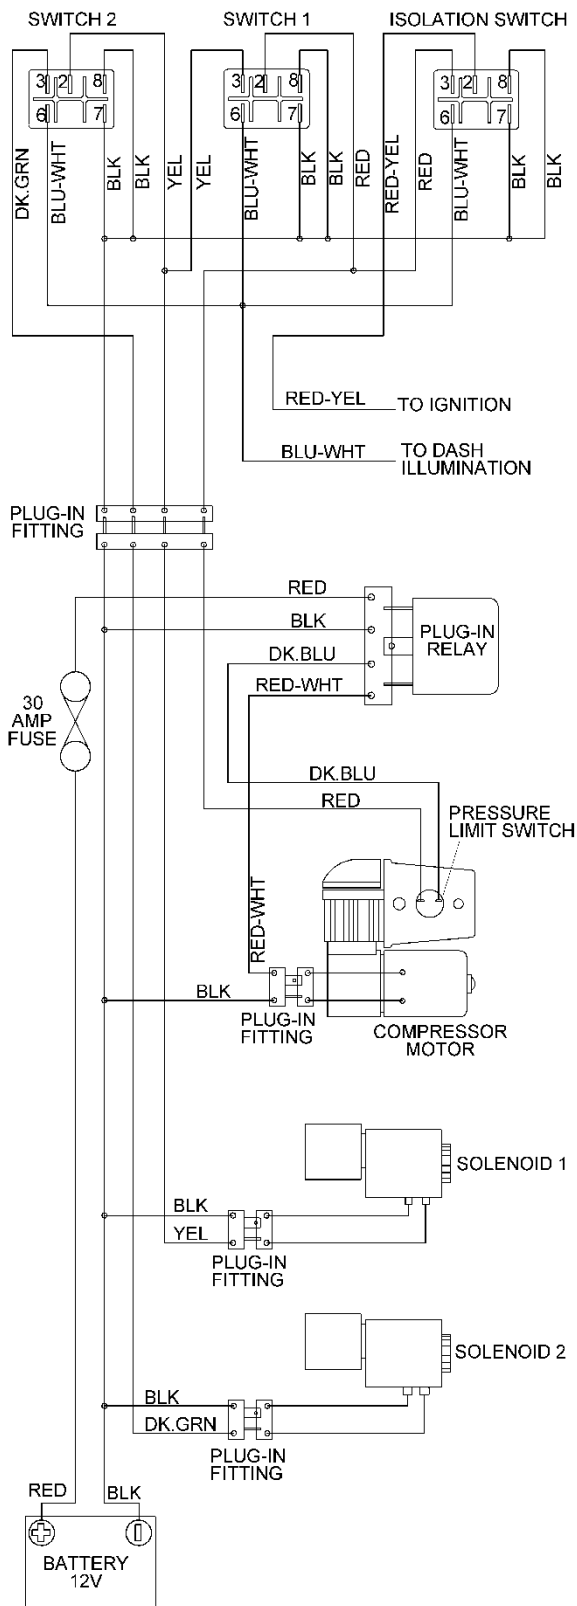 SWITCH 2
SWITCH 1
ISOLATION SWITCH
3 2 8
6 7
3 2 8
6 7
3 2 8
6 7
DK.GRN
BLU-WHT
BLK
BLK
YEL
YEL
BLU-WHT
BLK
BLK
RED
RED-YEL
RED
BLU-WHT
BLK
BLK
RED-YEL
TO IGNITION
BLU-WHT
TO DASH
ILLUMINATION
PLUG-IN
FITTING
RED
BLK
PLUG-IN
RELAY
DK.BLU
RED-WHT
30
AMP
FUSE
DK.BLU
RED
PRESSURE
LIMIT SWITCH
RED-WHT
BLK
PLUG-IN
FITTING
COMPRESSOR
MOTOR
SOLENOID 1
BLK
YEL
PLUG-IN
FITTING
SOLENOID 2
BLK
DK.GRN
PLUG-IN
FITTING
RED
BLK
BATTERY
12V